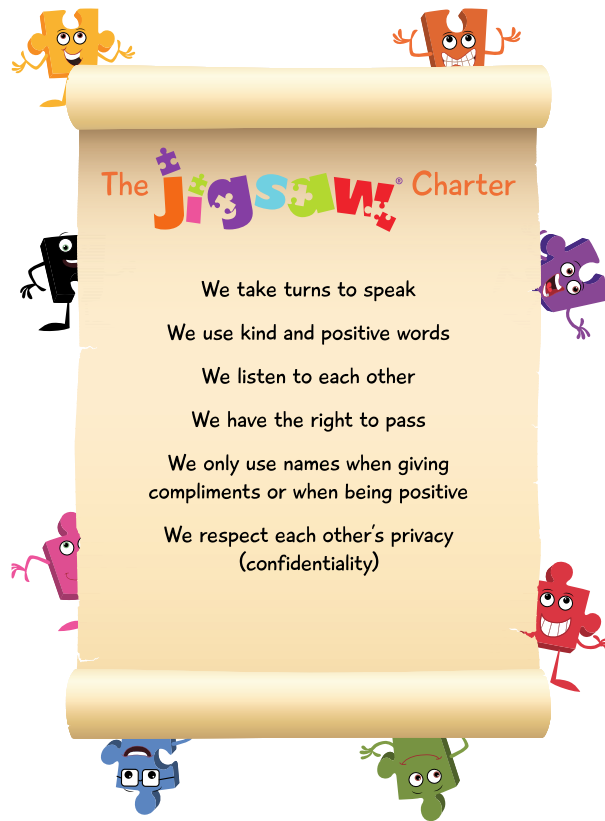 The jigsaw® Charter
We take turns to speak
We use kind and positive words
We listen to each other
We have the right to pass
We only use names when giving
compliments or when being positive
We respect each other's privacy
(confidentiality)